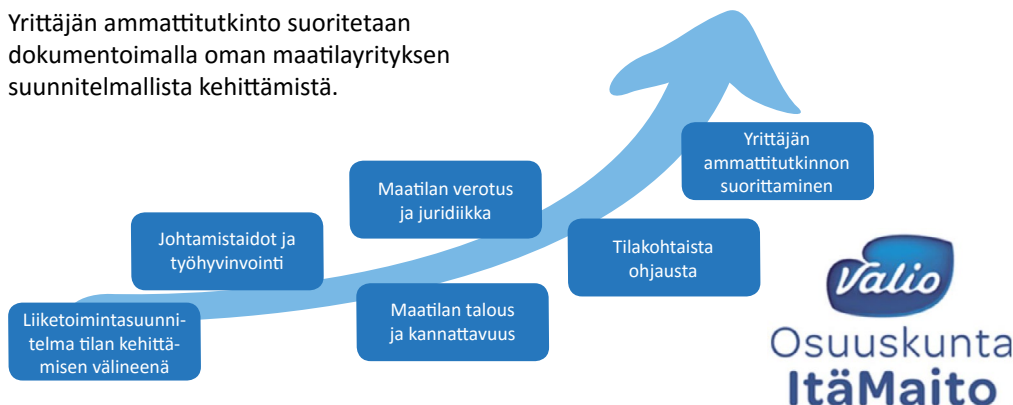 Yrittäjän ammattitutkinto suoritetaan
dokumentoimalla oman maatilayrityksen
suunnitelmallista kehittämistä.
Liiketoimintasuunni-
telma tilan kehittä-
misen välineenä
Johtamistaidot ja
työhyvinvointi
Maatilan verotus
ja juridiikka
Maatilan talous
ja kannattavuus
Tilakohtaista
ohjausta
Yrittäjän
ammattitutkinnon
suorittaminen
Valio
Osuuskunta
ItäMaito